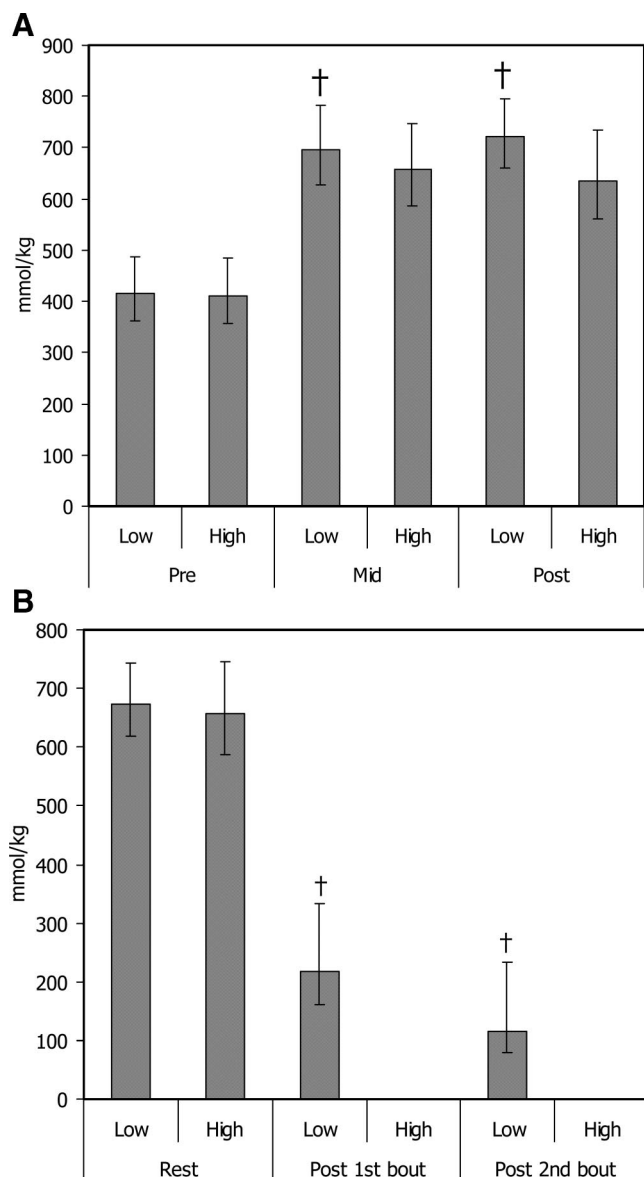 A
900
800
700
600
500
400
300
200
100
0
mmol/kg
† †
Low High Low High Low High
Pre Mid Post
B
800
700
600
500
400
300
200
100
0
mmol/kg
† †
Low High Low High Low High
Rest Post 1st bout Post 2nd bout